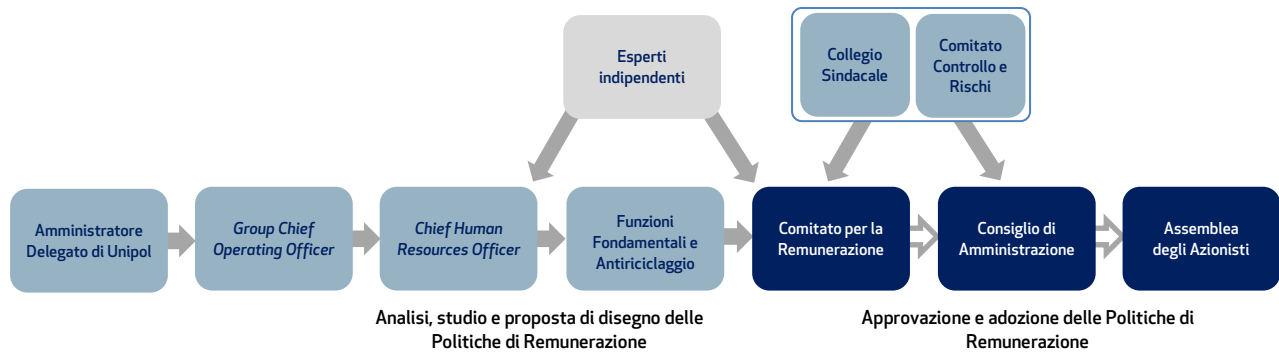 Esperti
indipendenti
Collegio
Sindacale
Comitato
Controllo e
Rischi
Amministratore
Delegato di Unipol
Group Chief
Operating Officer
Chief Human
Resources Officer
Funzioni
Fondamentali e
Antiriciclaggio
Comitato per la
Remunerazione
Consiglio di
Amministrazione
Assemblea
degli Azionisti
Analisi, studio e proposta di disegno delle
Politiche di Remunerazione
Approvazione e adozione delle Politiche di
Remunerazione